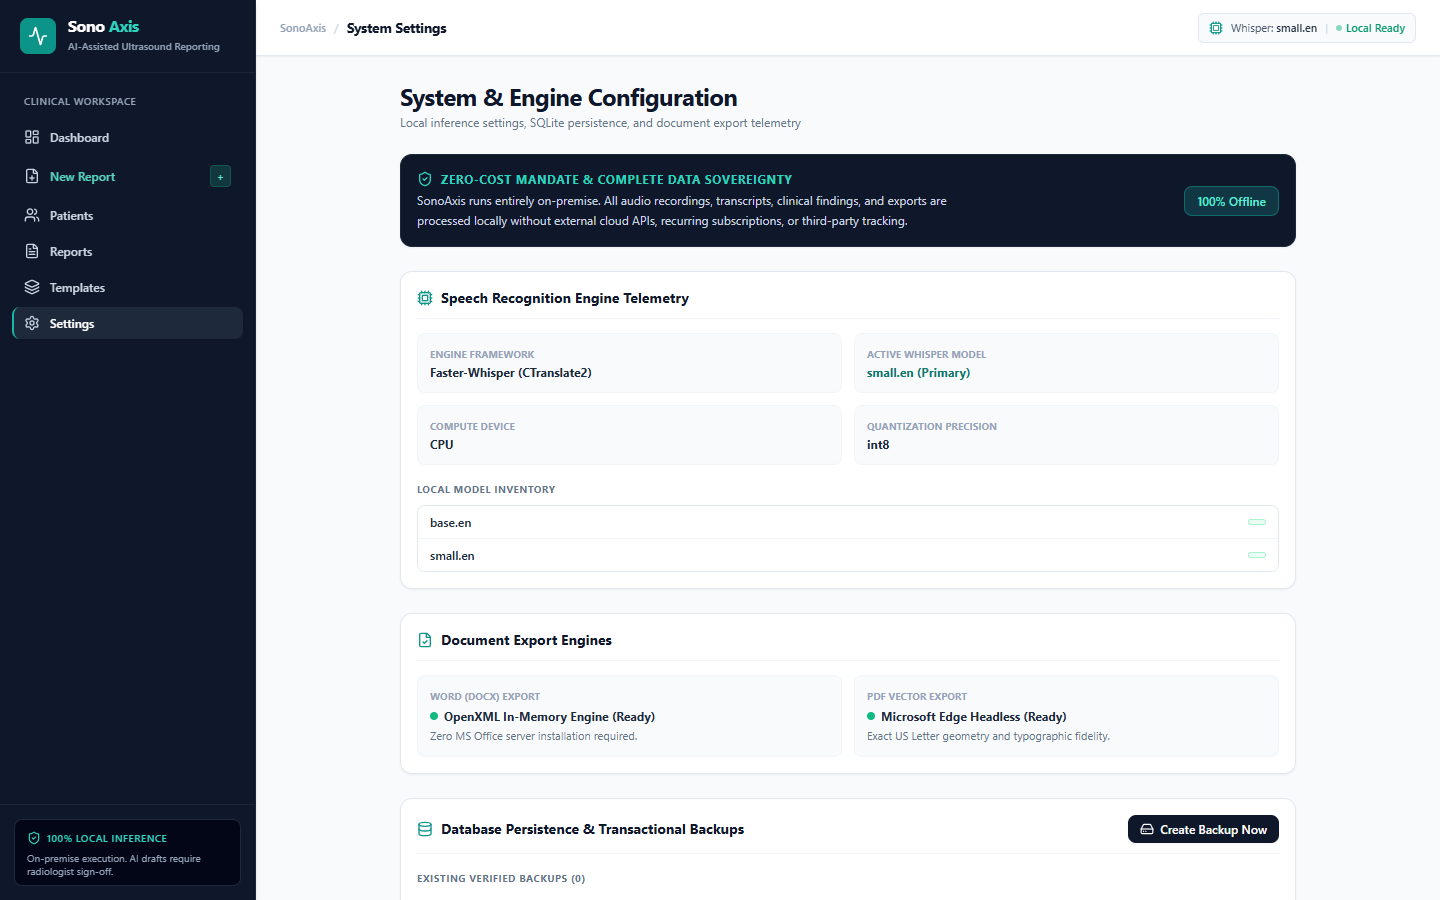 Sono Axis
AI-Assisted Ultrasound Reporting
CLINICAL WORKSPACE
Dashboard
New Report +
Patients
Reports
Templates
Settings
100% LOCAL INFERENCE
On-premise execution. AI drafts require
radiologist sign-off.
SonoAxis / System Settings
Whisper: small.en | Local Ready
System & Engine Configuration
Local inference settings, SQLite persistence, and document export telemetry
ZERO-COST MANDATE & COMPLETE DATA SOVEREIGNTY
SonoAxis runs entirely on-premise. All audio recordings, transcripts, clinical findings, and exports are
processed locally without external cloud APIs, recurring subscriptions, or third-party tracking.
100% Offline
Speech Recognition Engine Telemetry
ENGINE FRAMEWORK
Faster-Whisper (CTranslate2)
ACTIVE WHISPER MODEL
small.en (Primary)
COMPUTE DEVICE
CPU
QUANTIZATION PRECISION
int8
LOCAL MODEL INVENTORY
base.en
small.en
Document Export Engines
WORD (DOCX) EXPORT
OpenXML In-Memory Engine (Ready)
Zero MS Office server installation required.
PDF VECTOR EXPORT
Microsoft Edge Headless (Ready)
Exact US Letter geometry and typographic fidelity.
Database Persistence & Transactional Backups
Create Backup Now
EXISTING VERIFIED BACKUPS (0)